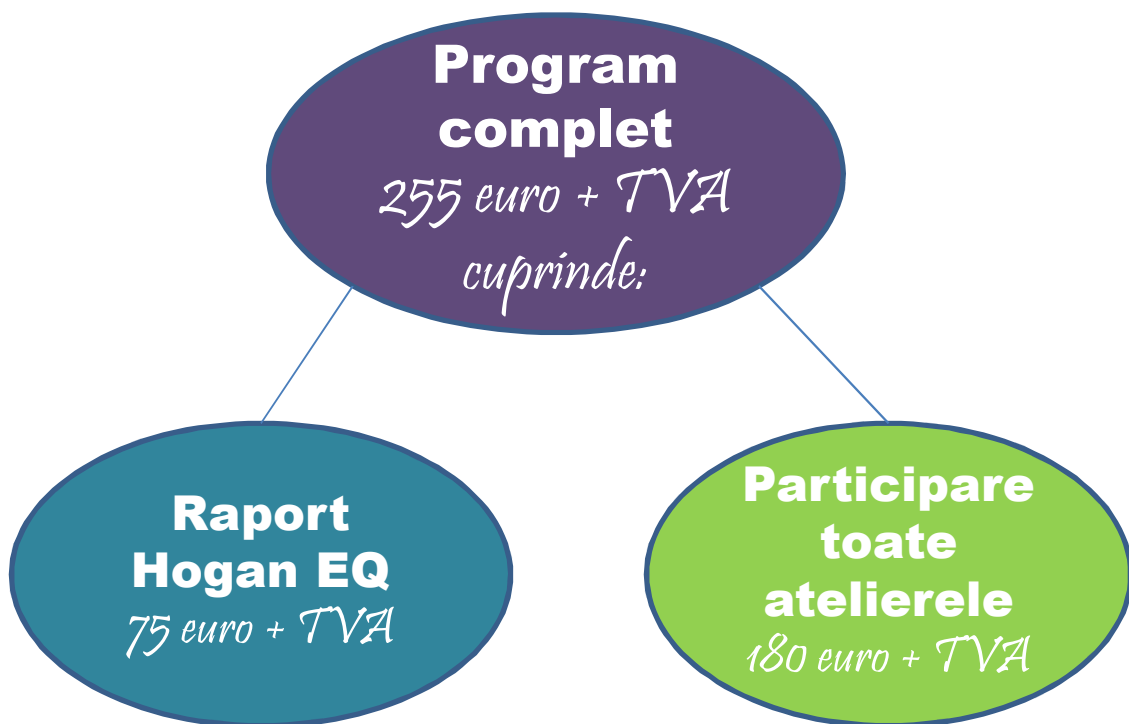 Program
complet
255 euro + TVA
cuprinde:
Raport
Hogan EQ
75 euro + TVA
Participare
toate
atelierele
180 euro + TVA